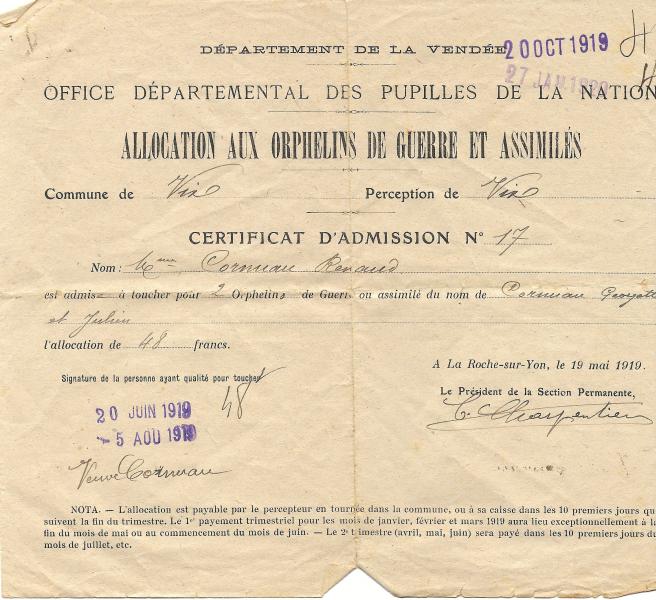 DÉPARTEMENT DE LA VENDÉE
20 OCT 1919
27 JAN 1920
OFFICE DÉPARTEMENTAL DES PUPILLES DE LA NATION
ALLOCATION AUX ORPHELINS DE GUERRE ET ASSIMILÉS
Commune de Vix Perception de Vix
CERTIFICAT D'ADMISSION N° 17
Nom : Mme Cornuau Renaud
est admise à toucher pour 2 Orphelins de Guerre ou assimilé du nom de Cornuau Georgette
et Julien
l'allocation de 48 francs.
A La Roche-sur-Yon, le 19 mai 1919.
Signature de la personne ayant qualité pour toucher
Le Président de la Section Permanente,
48
C. Charpentier
20 JUIN 1919
- 5 AOU 1919
Veuve Cornuau
NOTA. — L'allocation est payable par le percepteur en tournée dans la commune, ou à sa caisse dans les 10 premiers jours qui
suivent la fin du trimestre. Le 1er payement trimestriel pour les mois de janvier, février et mars 1919 aura lieu exceptionnellement à la
fin du mois de mai ou au commencement du mois de juin. — Le 2e trimestre (avril, mai, juin) sera payé dans les 10 premiers jours du
mois de juillet, etc.